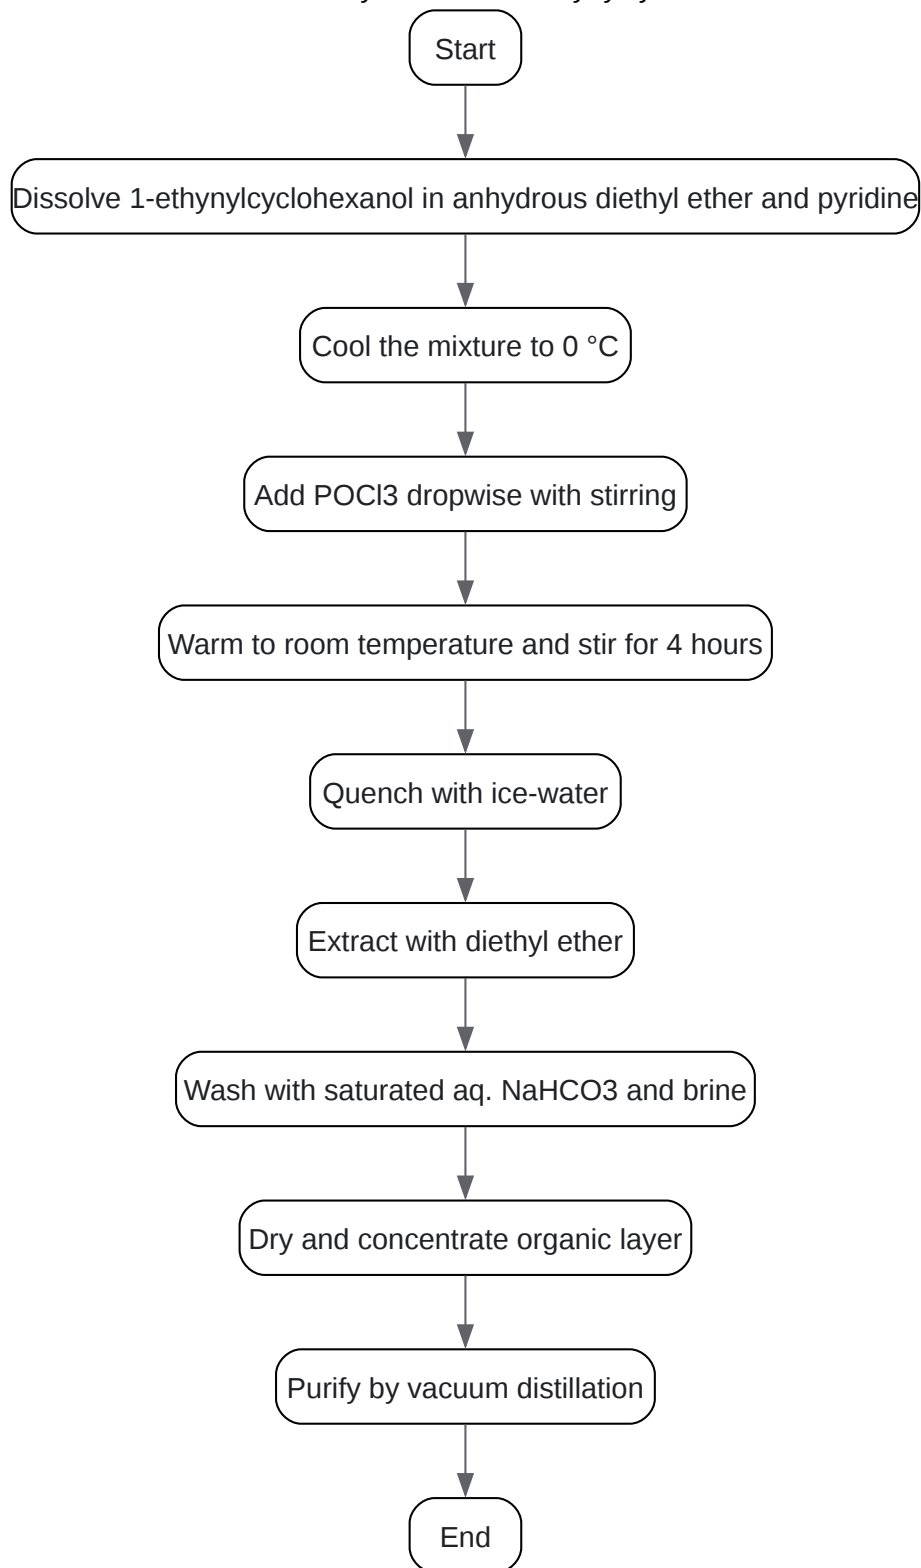 Start
Dissolve 1-ethynylcyclohexanol in anhydrous diethyl ether and pyridine
Cool the mixture to 0 °C
Add POCl3 dropwise with stirring
Warm to room temperature and stir for 4 hours
Quench with ice-water
Extract with diethyl ether
Wash with saturated aq. NaHCO3 and brine
Dry and concentrate organic layer
Purify by vacuum distillation
End